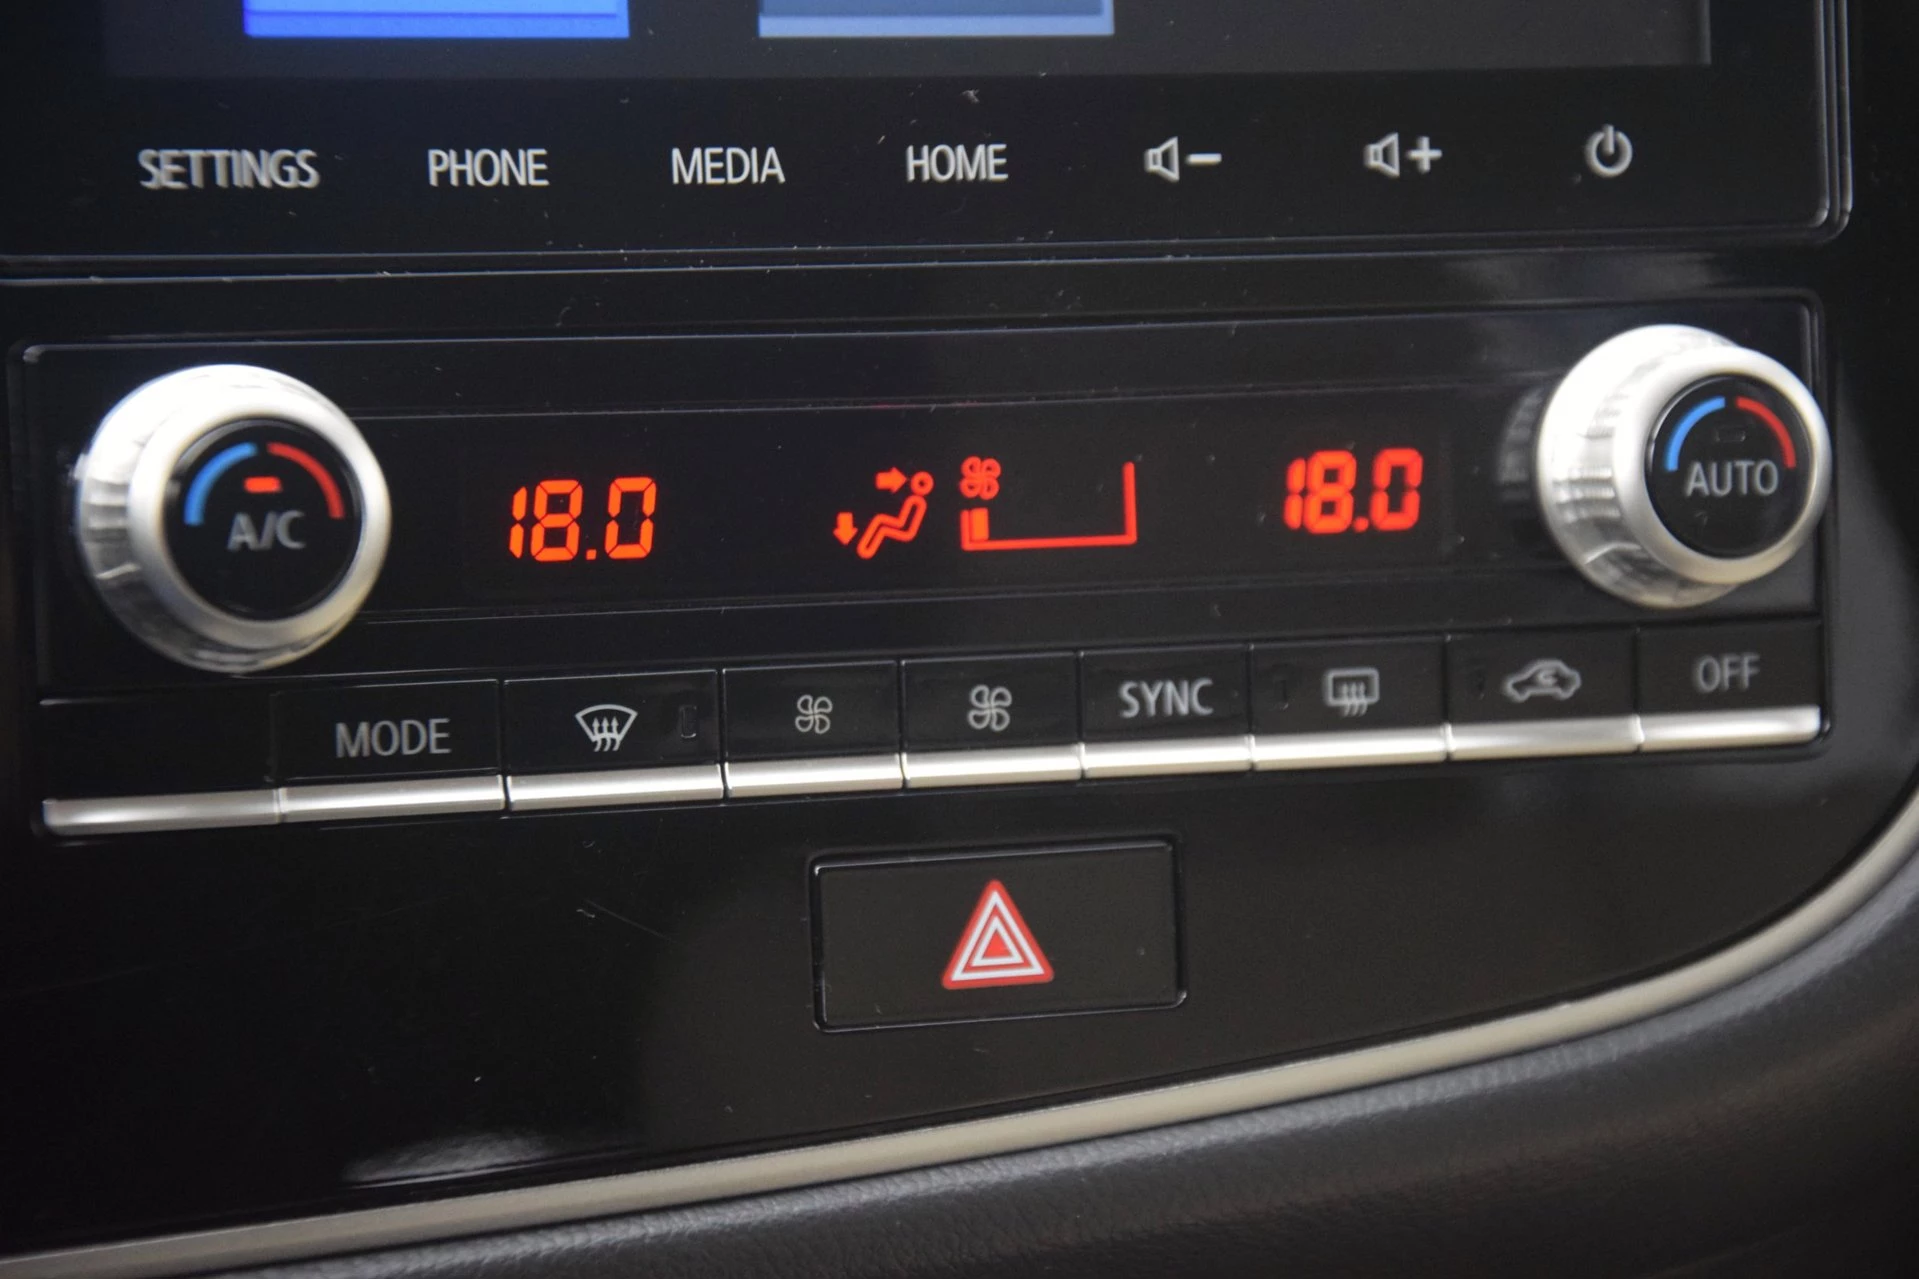 SETTINGS PHONE MEDIA HOME
A/C 18.0 18.0 AUTO
MODE SYNC OFF